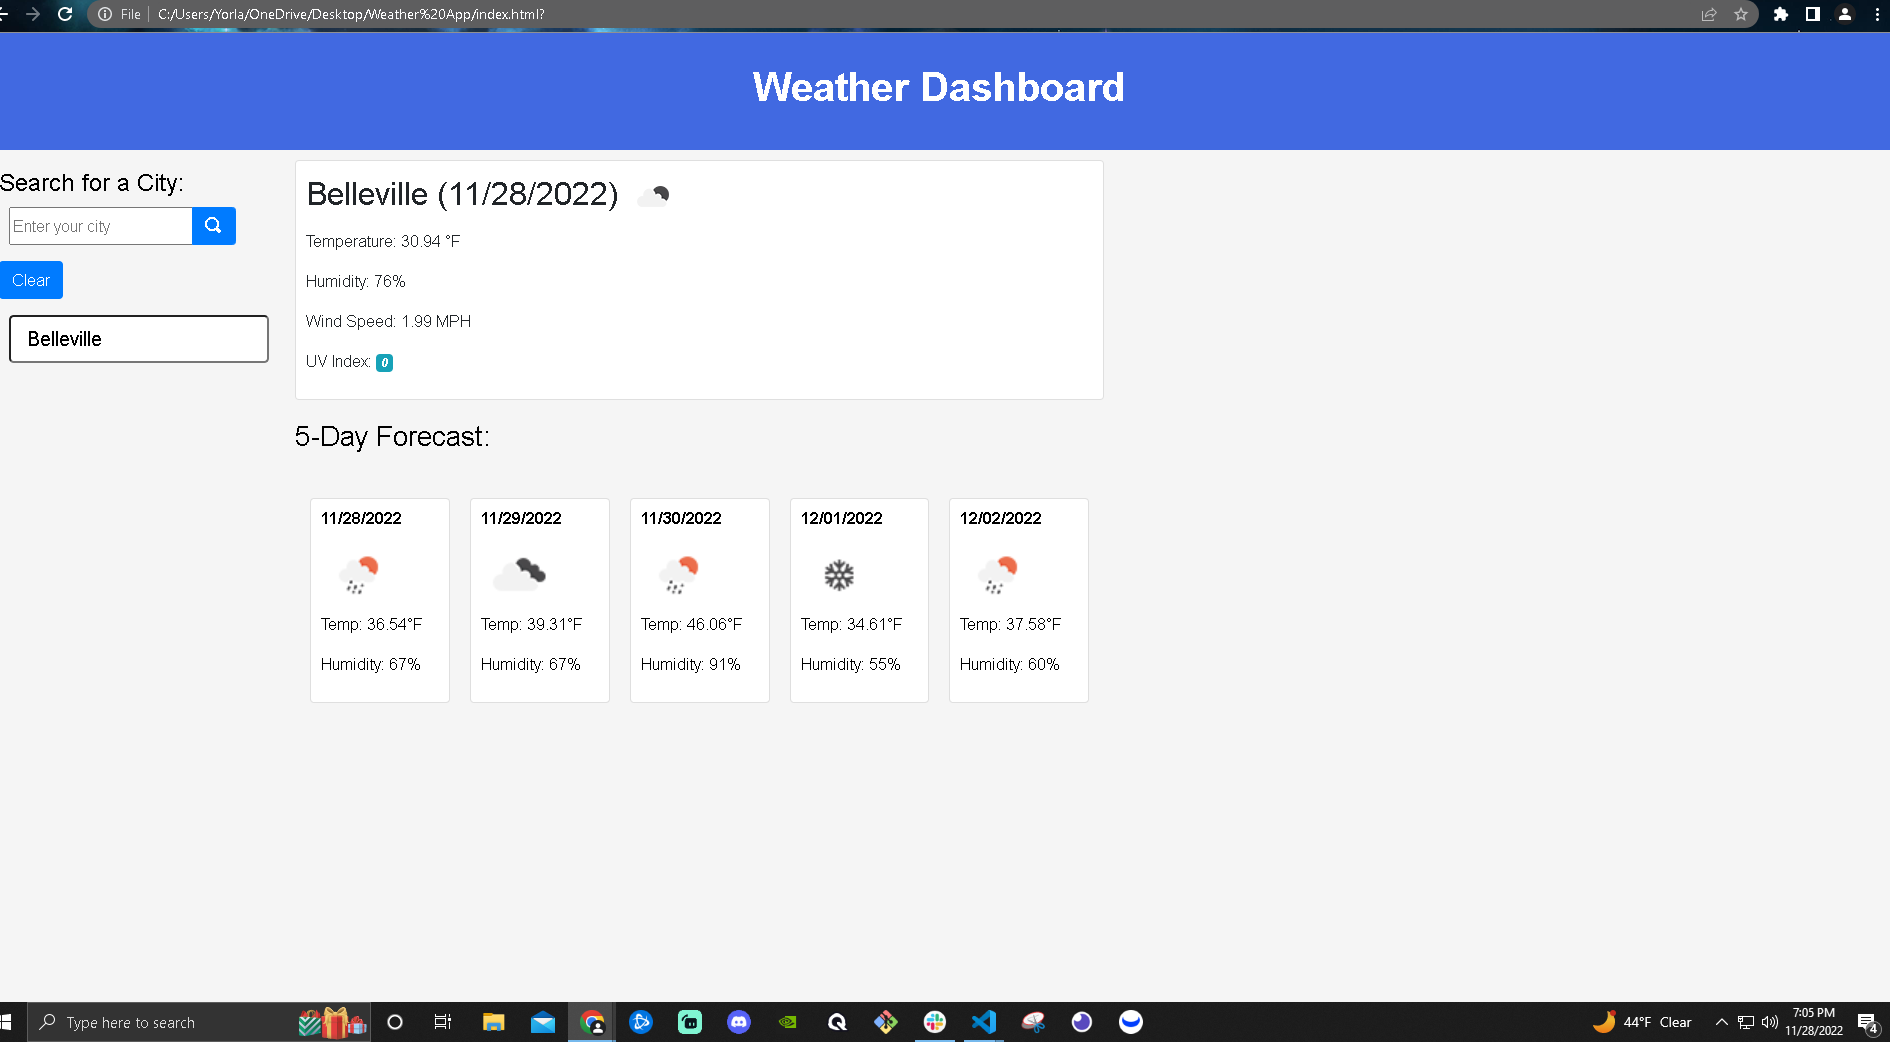 File
C:/Users/Yorla/OneDrive/Desktop/Weather%20App/index.html?
Weather Dashboard
Search for a City:
Enter your city
Clear
Belleville
Belleville (11/28/2022)
Temperature: 30.94 °F
Humidity: 76%
Wind Speed: 1.99 MPH
UV Index: 0
5-Day Forecast:
11/28/2022
Temp: 36.54°F
Humidity: 67%
11/29/2022
Temp: 39.31°F
Humidity: 67%
11/30/2022
Temp: 46.06°F
Humidity: 91%
12/01/2022
Temp: 34.61°F
Humidity: 55%
12/02/2022
Temp: 37.58°F
Humidity: 60%
Type here to search
44°F Clear
7:05 PM
11/28/2022
4